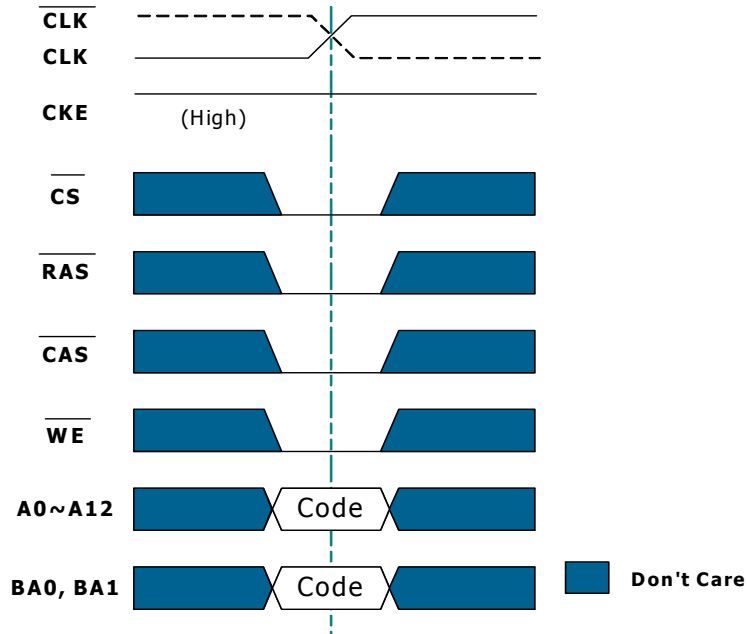 CLK
CLK
CKE
(High)
CS
RAS
CAS
WE
A0~A12
Code
BA0, BA1
Code
Don't Care